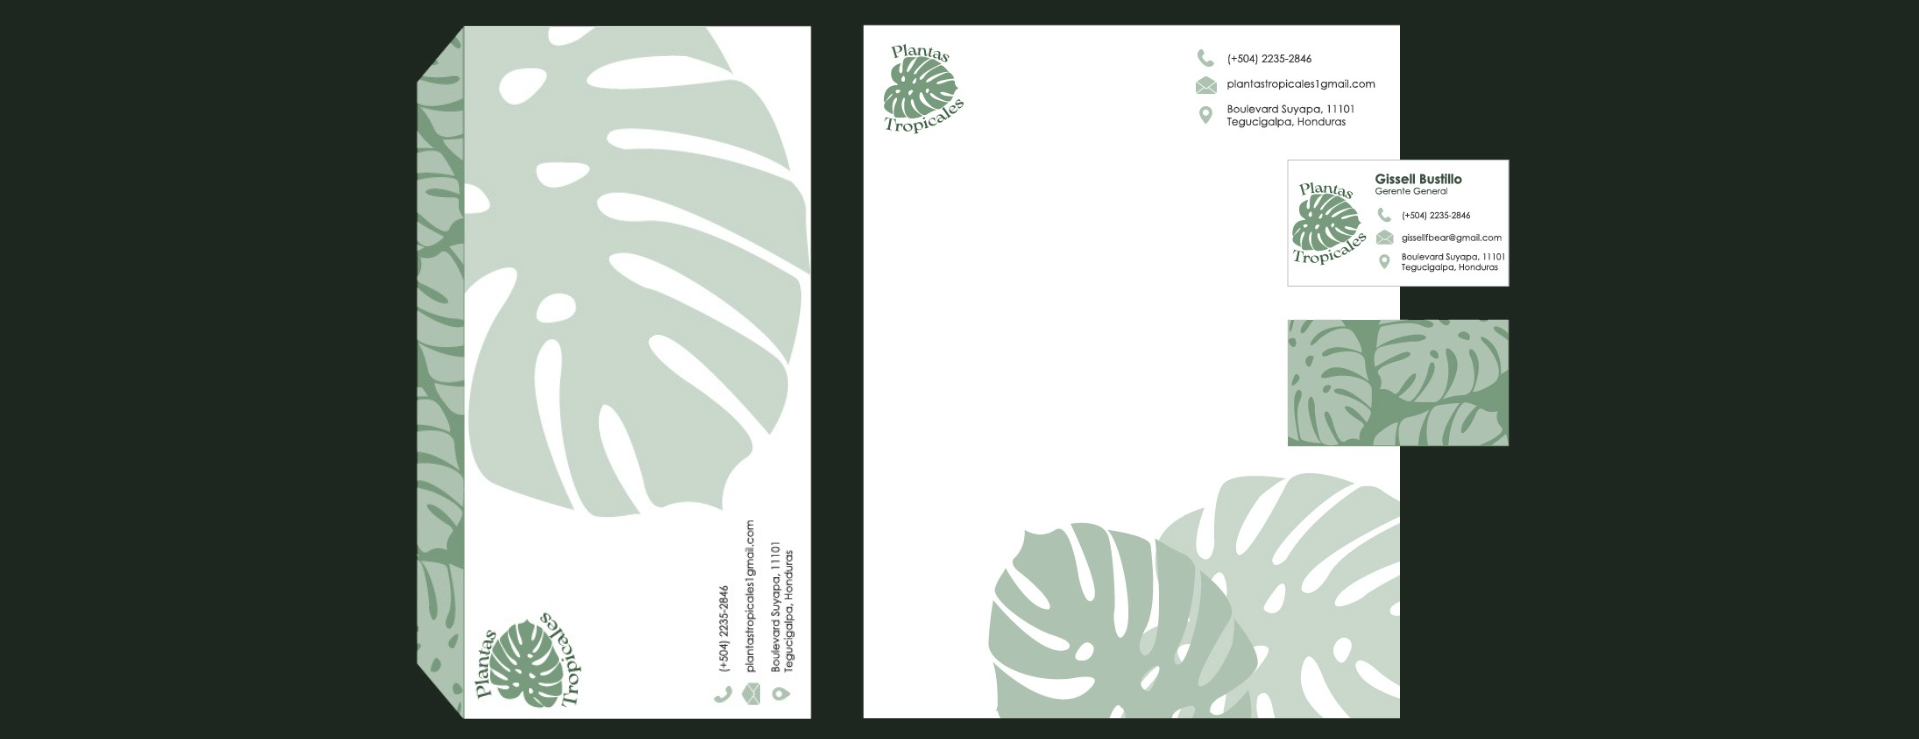 Plantas
Tropicales
(+504) 2235-2846
plantastropicales1gmail.com
Boulevard Suyapa, 11101
Tegucigalpa, Honduras
Plantas
Tropicales
(+504) 2235-2846
plantastropicales1gmail.com
Boulevard Suyapa, 11101
Tegucigalpa, Honduras
Plantas
Tropicales
Gissell Bustillo
Gerente General
(+504) 2235-2846
gissellfbear@gmail.com
Boulevard Suyapa, 11101
Tegucigalpa, Honduras